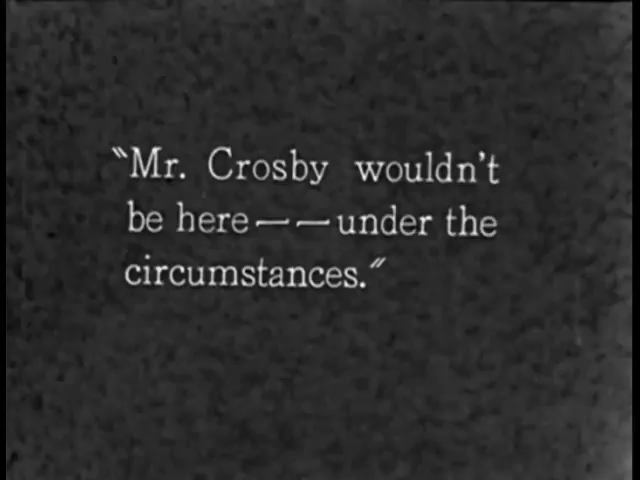 "Mr. Crosby wouldn't
be here — — under the
circumstances."